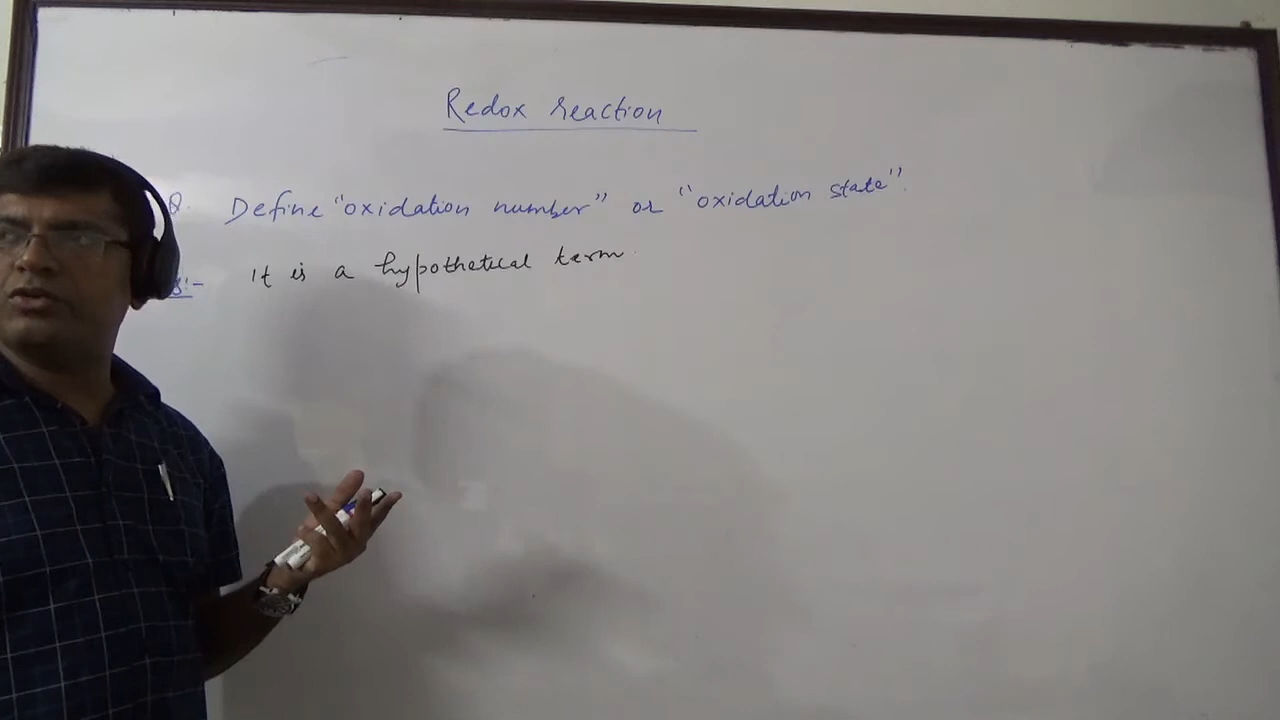 Redox reaction
Q. Define "oxidation number" or "oxidation state".
It is a hypothetical term.